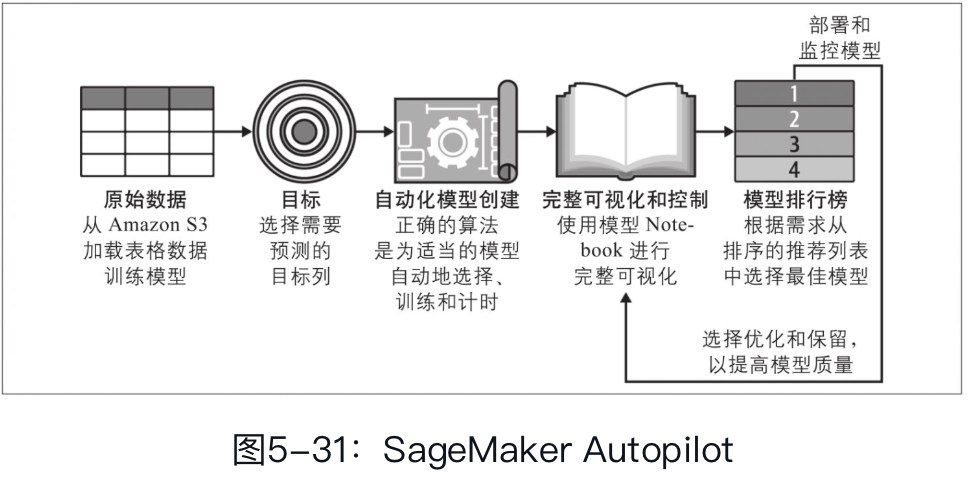 部署和
监控模型
1
2
3
4
原始数据
从 Amazon S3
加载表格数据
训练模型
目标
选择需要
预测的
目标列
自动化模型创建
正确的算法
是为适当的模型
自动地选择、
训练和计时
完整可视化和控制
使用模型 Note-
book 进行
完整可视化
模型排行榜
根据需求从
排序的推荐列表
中选择最佳模型
选择优化和保留，
以提高模型质量
图5-31：SageMaker Autopilot